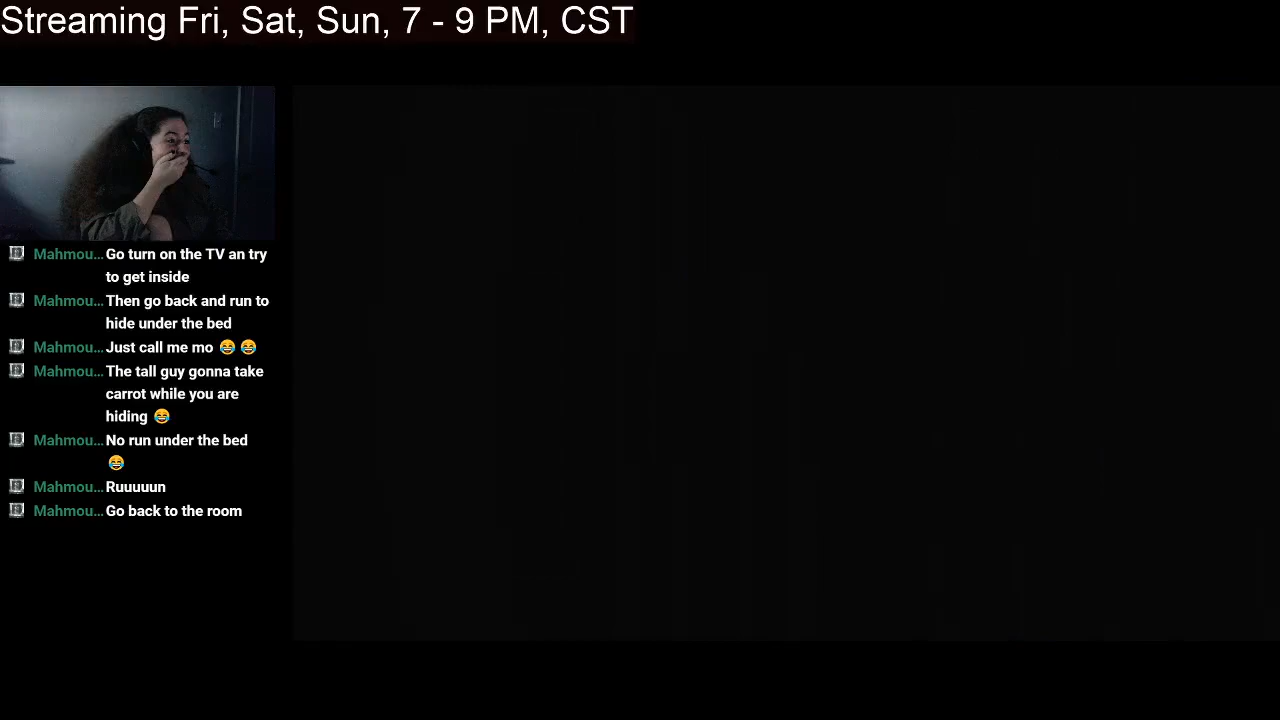 Streaming Fri, Sat, Sun, 7 - 9 PM, CST
Mahmou... Go turn on the TV an try
to get inside
Mahmou... Then go back and run to
hide under the bed
Mahmou... Just call me mo 😂 😂
Mahmou... The tall guy gonna take
carrot while you are
hiding 😂
Mahmou... No run under the bed
😂
Mahmou... Ruuuuun
Mahmou... Go back to the room